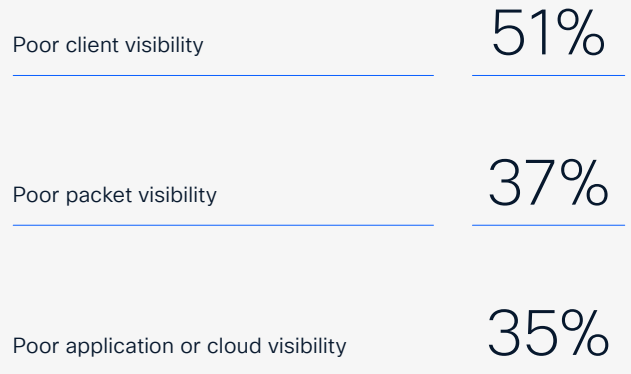 Poor client visibility 51%
Poor packet visibility 37%
Poor application or cloud visibility 35%